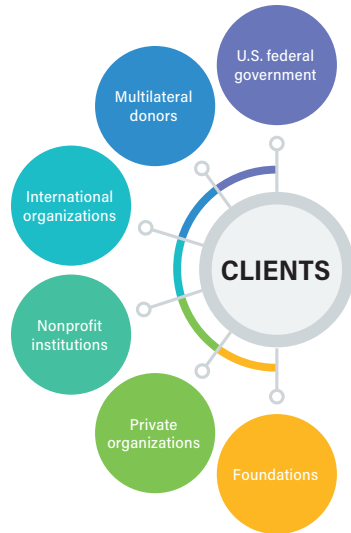 U.S. federal
government
Multilateral
donors
International
organizations
CLIENTS
Nonprofit
institutions
Private
organizations
Foundations